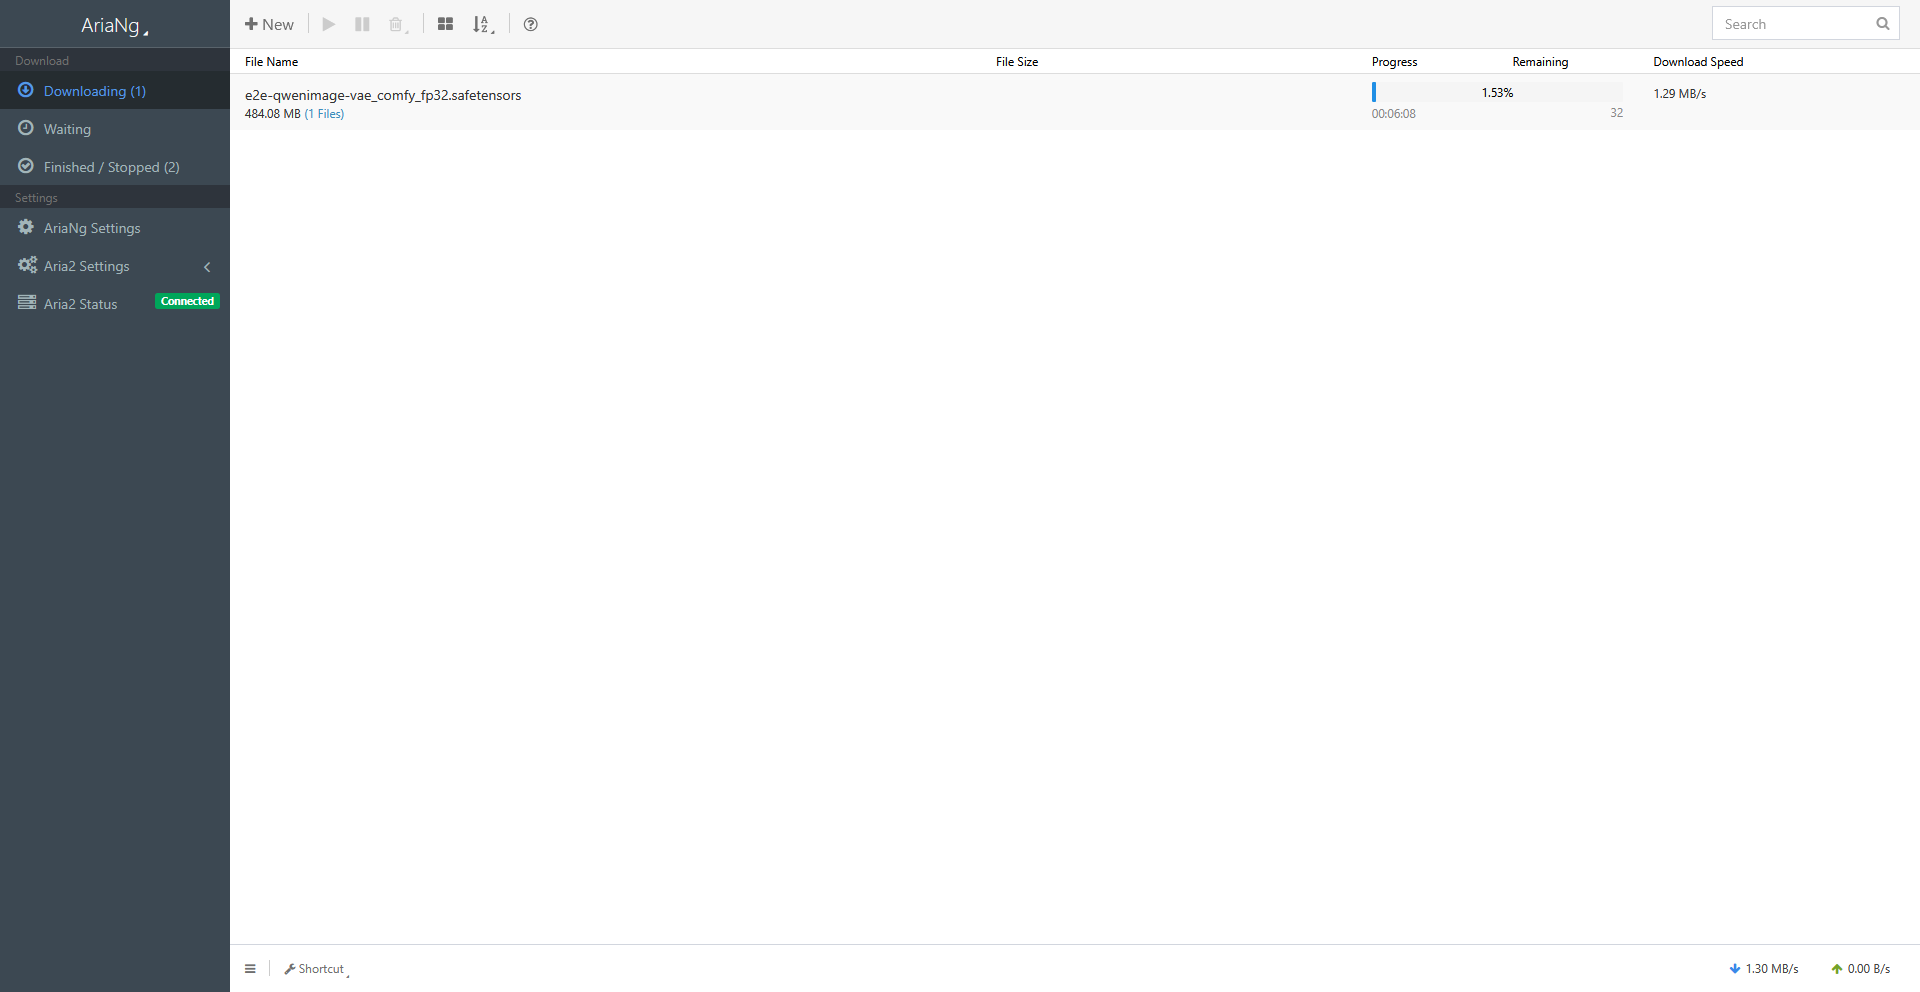 AriaNg
Download
Downloading (1)
Waiting
Finished / Stopped (2)
Settings
AriaNg Settings
Aria2 Settings
Aria2 Status Connected
New
Search
File Name File Size Progress Remaining Download Speed
e2e-qwenimage-vae_comfy_fp32.safetensors 1.53% 1.29 MB/s
484.08 MB (1 Files) 00:06:08 32
Shortcut 1.30 MB/s 0.00 B/s